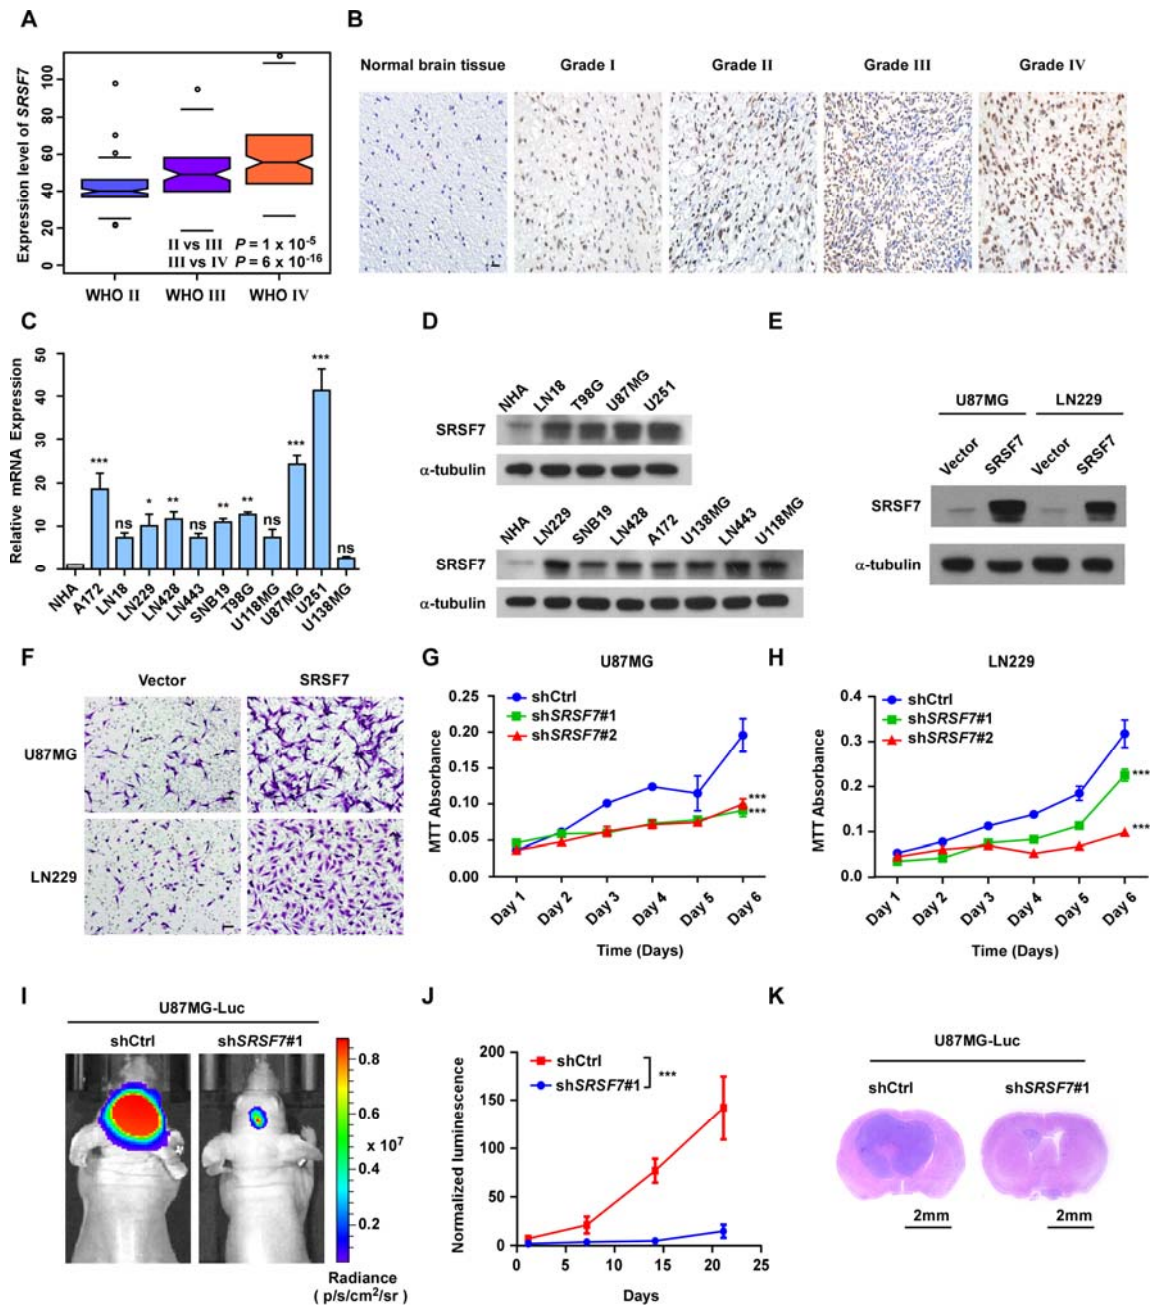 A
Expression level of SRSF7
100
80
60
40
20
0
II vs III P = 1 x 10-5
III vs IV P = 6 x 10-16
WHO II WHO III WHO IV
B
Normal brain tissue Grade I Grade II Grade III Grade IV
C
Relative mRNA Expression
50
40
30
20
10
0
*** ns * ** ns ** ** ns *** *** ns
NHA A172 LN18 LN229 LN428 LN443 SNB19 T98G U118MG U87MG U251 U138MG
D
NHA LN18 T98G U87MG U251
SRSF7
α-tubulin
NHA LN229 SNB19 LN428 A172 U138MG LN443 U118MG
SRSF7
α-tubulin
E
U87MG LN229
Vector SRSF7 Vector SRSF7
SRSF7
α-tubulin
F
Vector SRSF7
U87MG
LN229
G
U87MG
MTT Absorbance
0.25
0.20
0.15
0.10
0.05
0.00
shCtrl
shSRSF7#1
shSRSF7#2
***
***
Day 1 Day 2 Day 3 Day 4 Day 5 Day 6
Time (Days)
H
LN229
MTT Absorbance
0.4
0.3
0.2
0.1
0.0
shCtrl
shSRSF7#1
shSRSF7#2
***
***
Day 1 Day 2 Day 3 Day 4 Day 5 Day 6
Time (Days)
I
U87MG-Luc
shCtrl shSRSF7#1
0.8
0.6
x 10^7
0.4
0.2
Radiance
( p/s/cm²/sr )
J
Normalized luminescence
200
150
100
50
0
shCtrl
shSRSF7#1
***
0 5 10 15 20 25
Days
K
U87MG-Luc
shCtrl shSRSF7#1
2mm 2mm